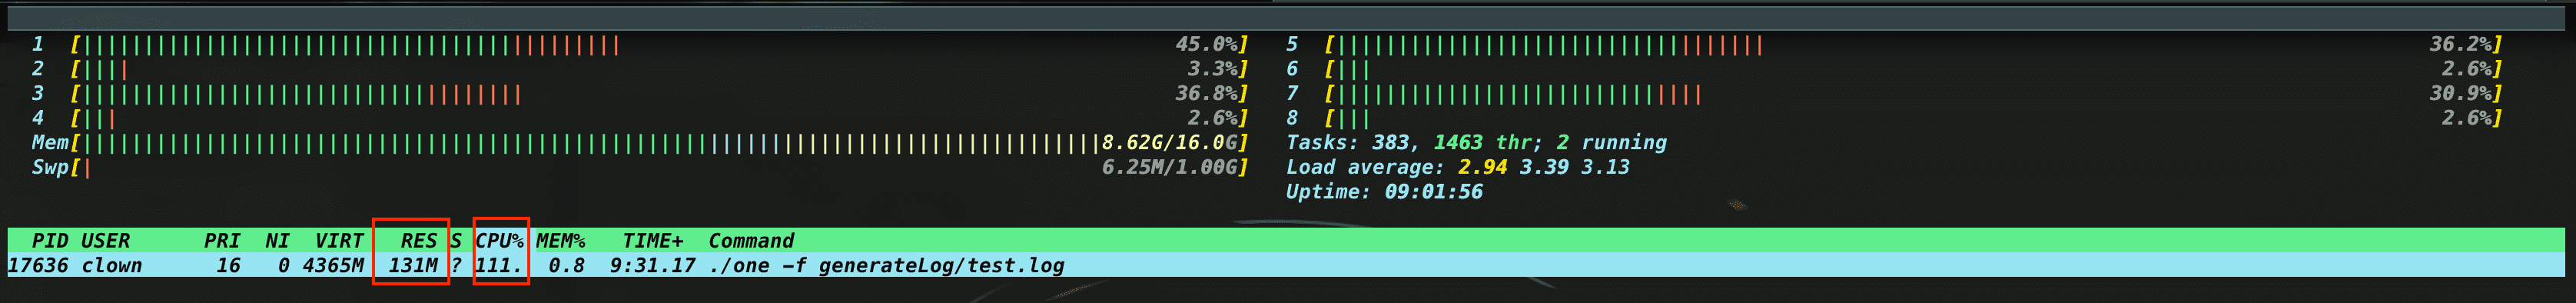 1 [ 45.0%] 5 [ 36.2%]
2 [ 3.3%] 6 [ 2.6%]
3 [ 36.8%] 7 [ 30.9%]
4 [ 2.6%] 8 [ 2.6%]
Mem[ 8.62G/16.0G] Tasks: 383, 1463 thr; 2 running
Swp[ 6.25M/1.00G] Load average: 2.94 3.39 3.13
Uptime: 09:01:56
PID USER PRI NI VIRT RES S CPU% MEM% TIME+ Command
17636 clown 16 0 4365M 131M ? 111. 0.8 9:31.17 ./one -f generateLog/test.log